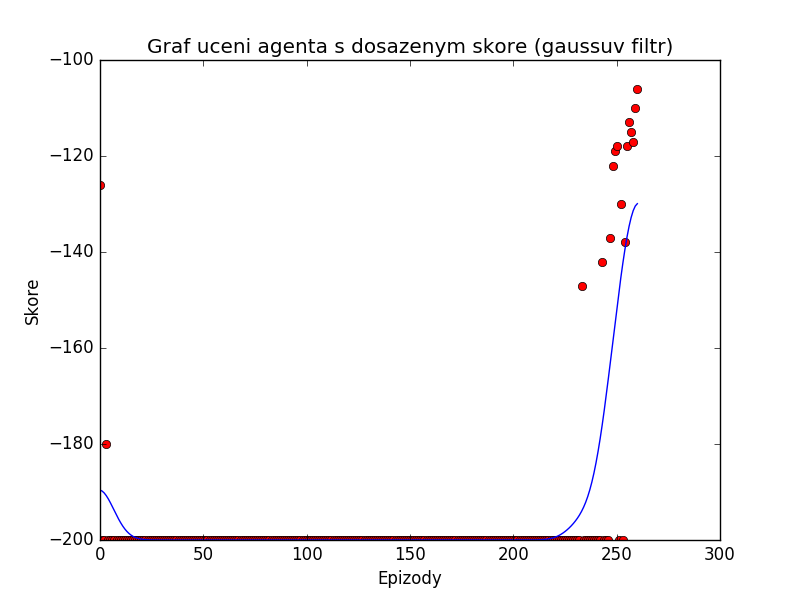 Graf uceni agenta s dosazenym skore (gaussuv filtr)
−100
−120
−140
−160
−180
−200
Skore
0 50 100 150 200 250 300
Epizody